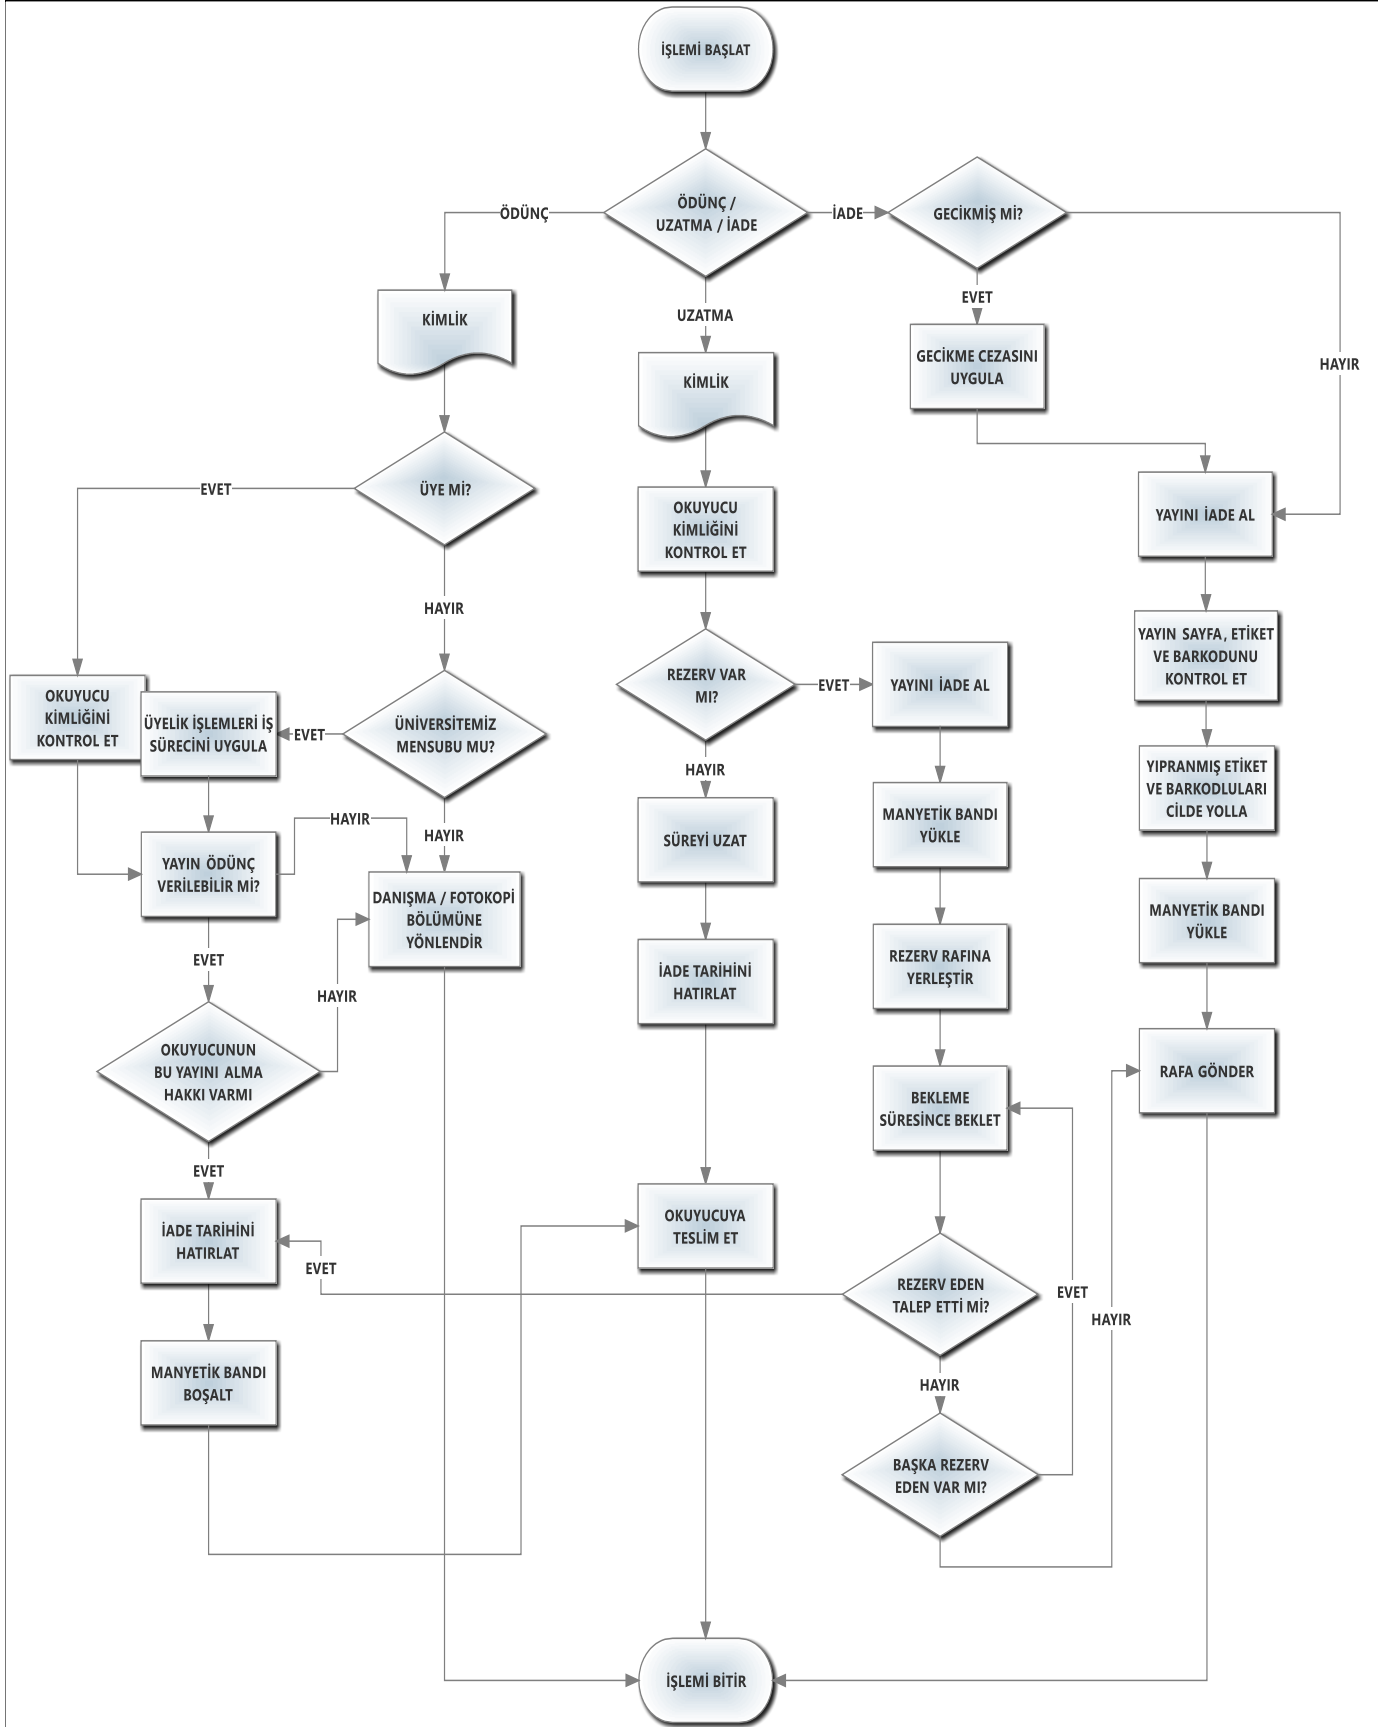 İŞLEMİ BAŞLAT
ÖDÜNÇ /
UZATMA / İADE
ÖDÜNÇ
İADE
GECİKMİŞ Mİ?
UZATMA
EVET
HAYIR
KİMLİK
KİMLİK
GECİKME CEZASINI
UYGULA
ÜYE Mİ?
EVET
HAYIR
OKUYUCU
KİMLİĞİNİ
KONTROL ET
YAYINI İADE AL
OKUYUCU
KİMLİĞİNİ
KONTROL ET
ÜYELİK İŞLEMLERİ İŞ
SÜRECİNİ UYGULA
EVET
ÜNİVERSİTEMİZ
MENSUBU MU?
HAYIR
REZERV VAR
MI?
EVET
HAYIR
YAYINI İADE AL
YAYIN SAYFA, ETİKET
VE BARKODUNU
KONTROL ET
YAYIN ÖDÜNÇ
VERİLEBİLİR Mİ?
HAYIR
EVET
DANIŞMA / FOTOKOPİ
BÖLÜMÜNE
YÖNLENDİR
SÜREYİ UZAT
MANYETİK BANDI
YÜKLE
YIPRANMIŞ ETİKET
VE BARKODLULARI
CİLDE YOLLA
MANYETİK BANDI
YÜKLE
İADE TARİHİNİ
HATIRLAT
REZERV RAFINA
YERLEŞTİR
HAYIR
OKUYUCUNUN
BU YAYINI ALMA
HAKKI VARMI
EVET
BEKLEME
SÜRESİNCE BEKLET
RAFA GÖNDER
İADE TARİHİNİ
HATIRLAT
EVET
OKUYUCUYA
TESLİM ET
REZERV EDEN
TALEP ETTİ Mİ?
EVET
HAYIR
HAYIR
MANYETİK BANDI
BOŞALT
BAŞKA REZERV
EDEN VAR MI?
İŞLEMİ BİTİR